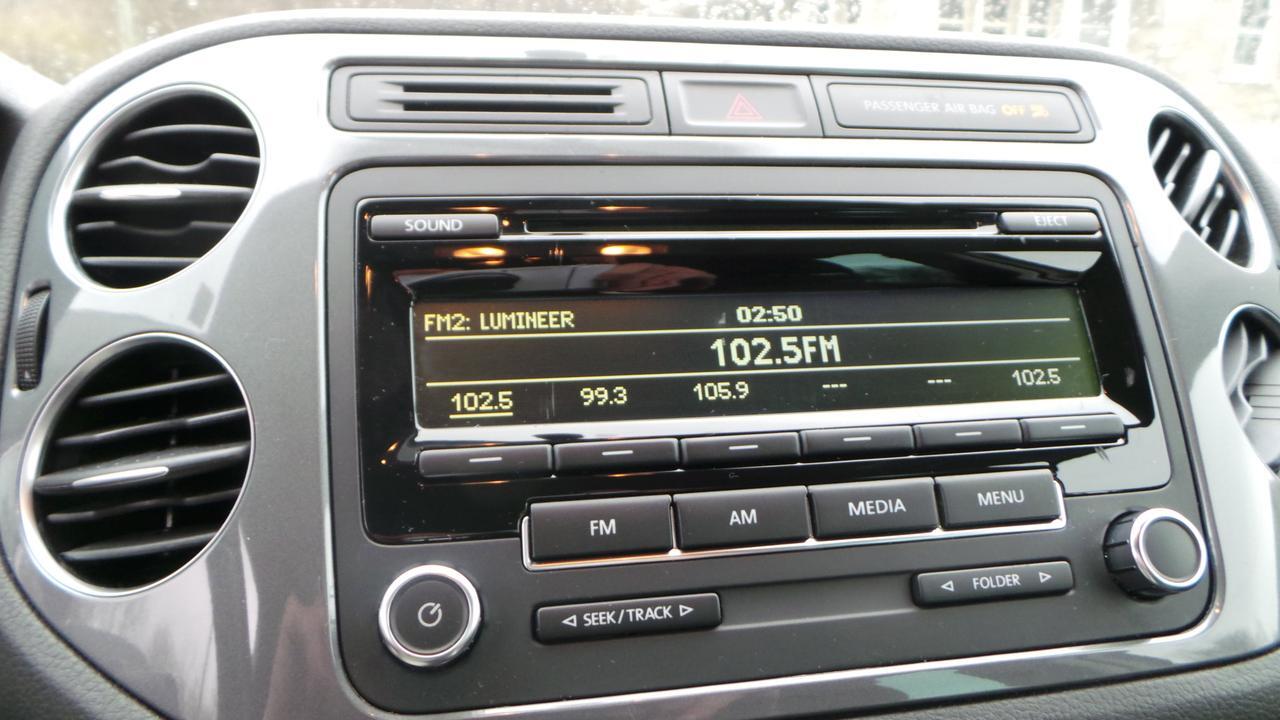 PASSENGER AIR BAG OFF
SOUND
EJECT
FM2: LUMINEER 02:50
102.5FM
102.5 99.3 105.9 --- --- 102.5
FM AM MEDIA MENU
SEEK/TRACK
FOLDER